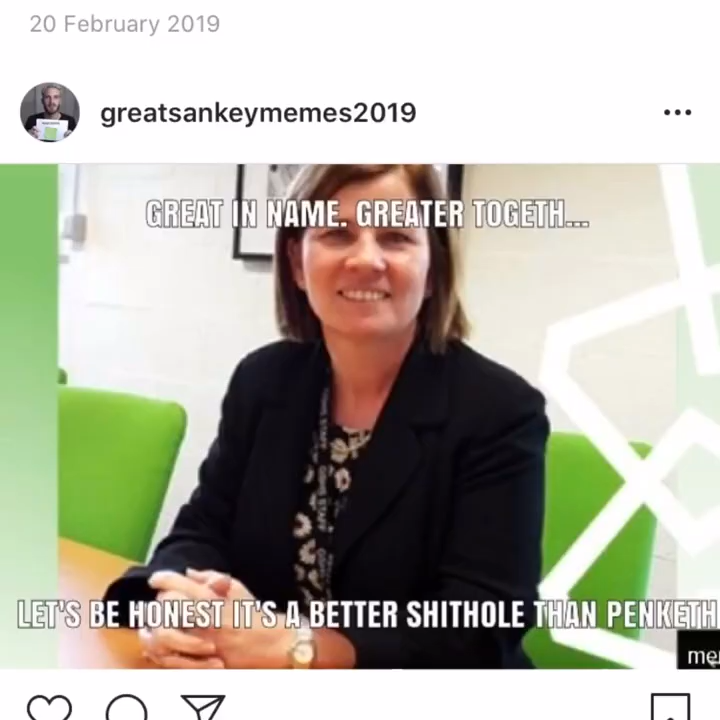 20 February 2019
greatsankeymemes2019
GREAT IN NAME. GREATER TOGETH...
LET'S BE HONEST IT'S A BETTER SHITHOLE THAN PENKETH